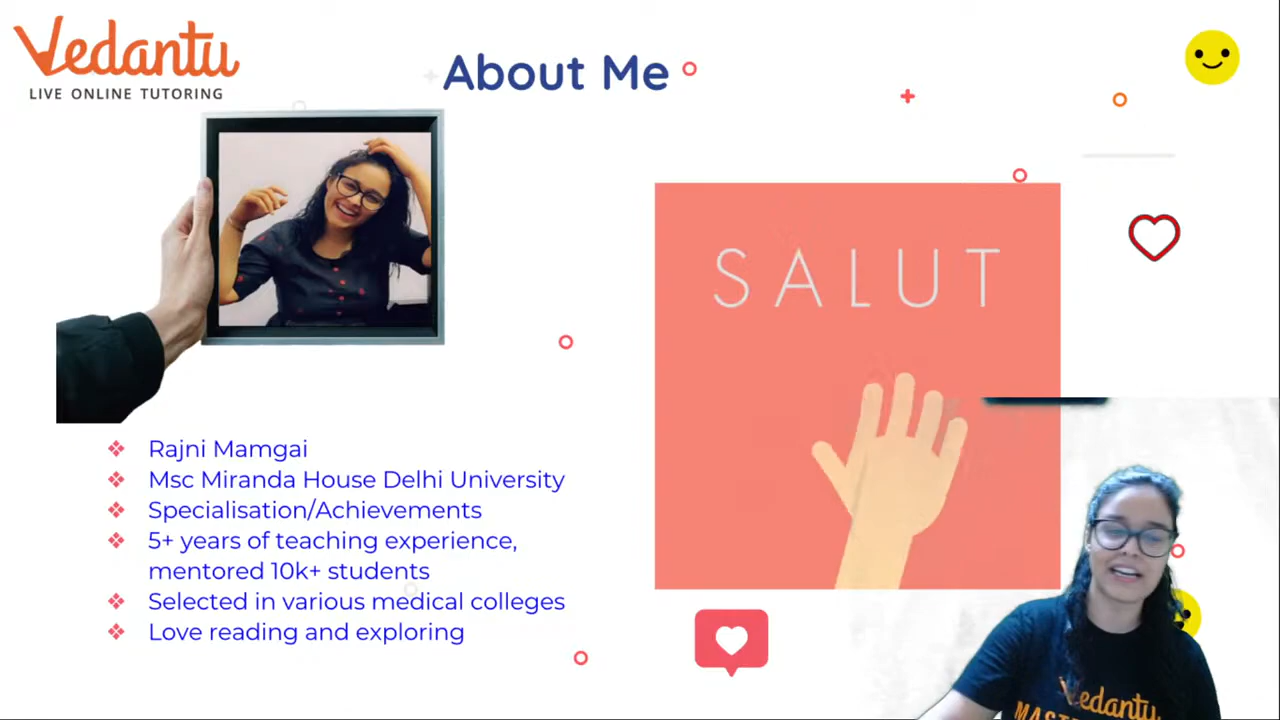 Vedantu
LIVE ONLINE TUTORING
About Me
SALUT
Rajni Mamgai
Msc Miranda House Delhi University
Specialisation/Achievements
5+ years of teaching experience,
mentored 10k+ students
Selected in various medical colleges
Love reading and exploring
Vedantu